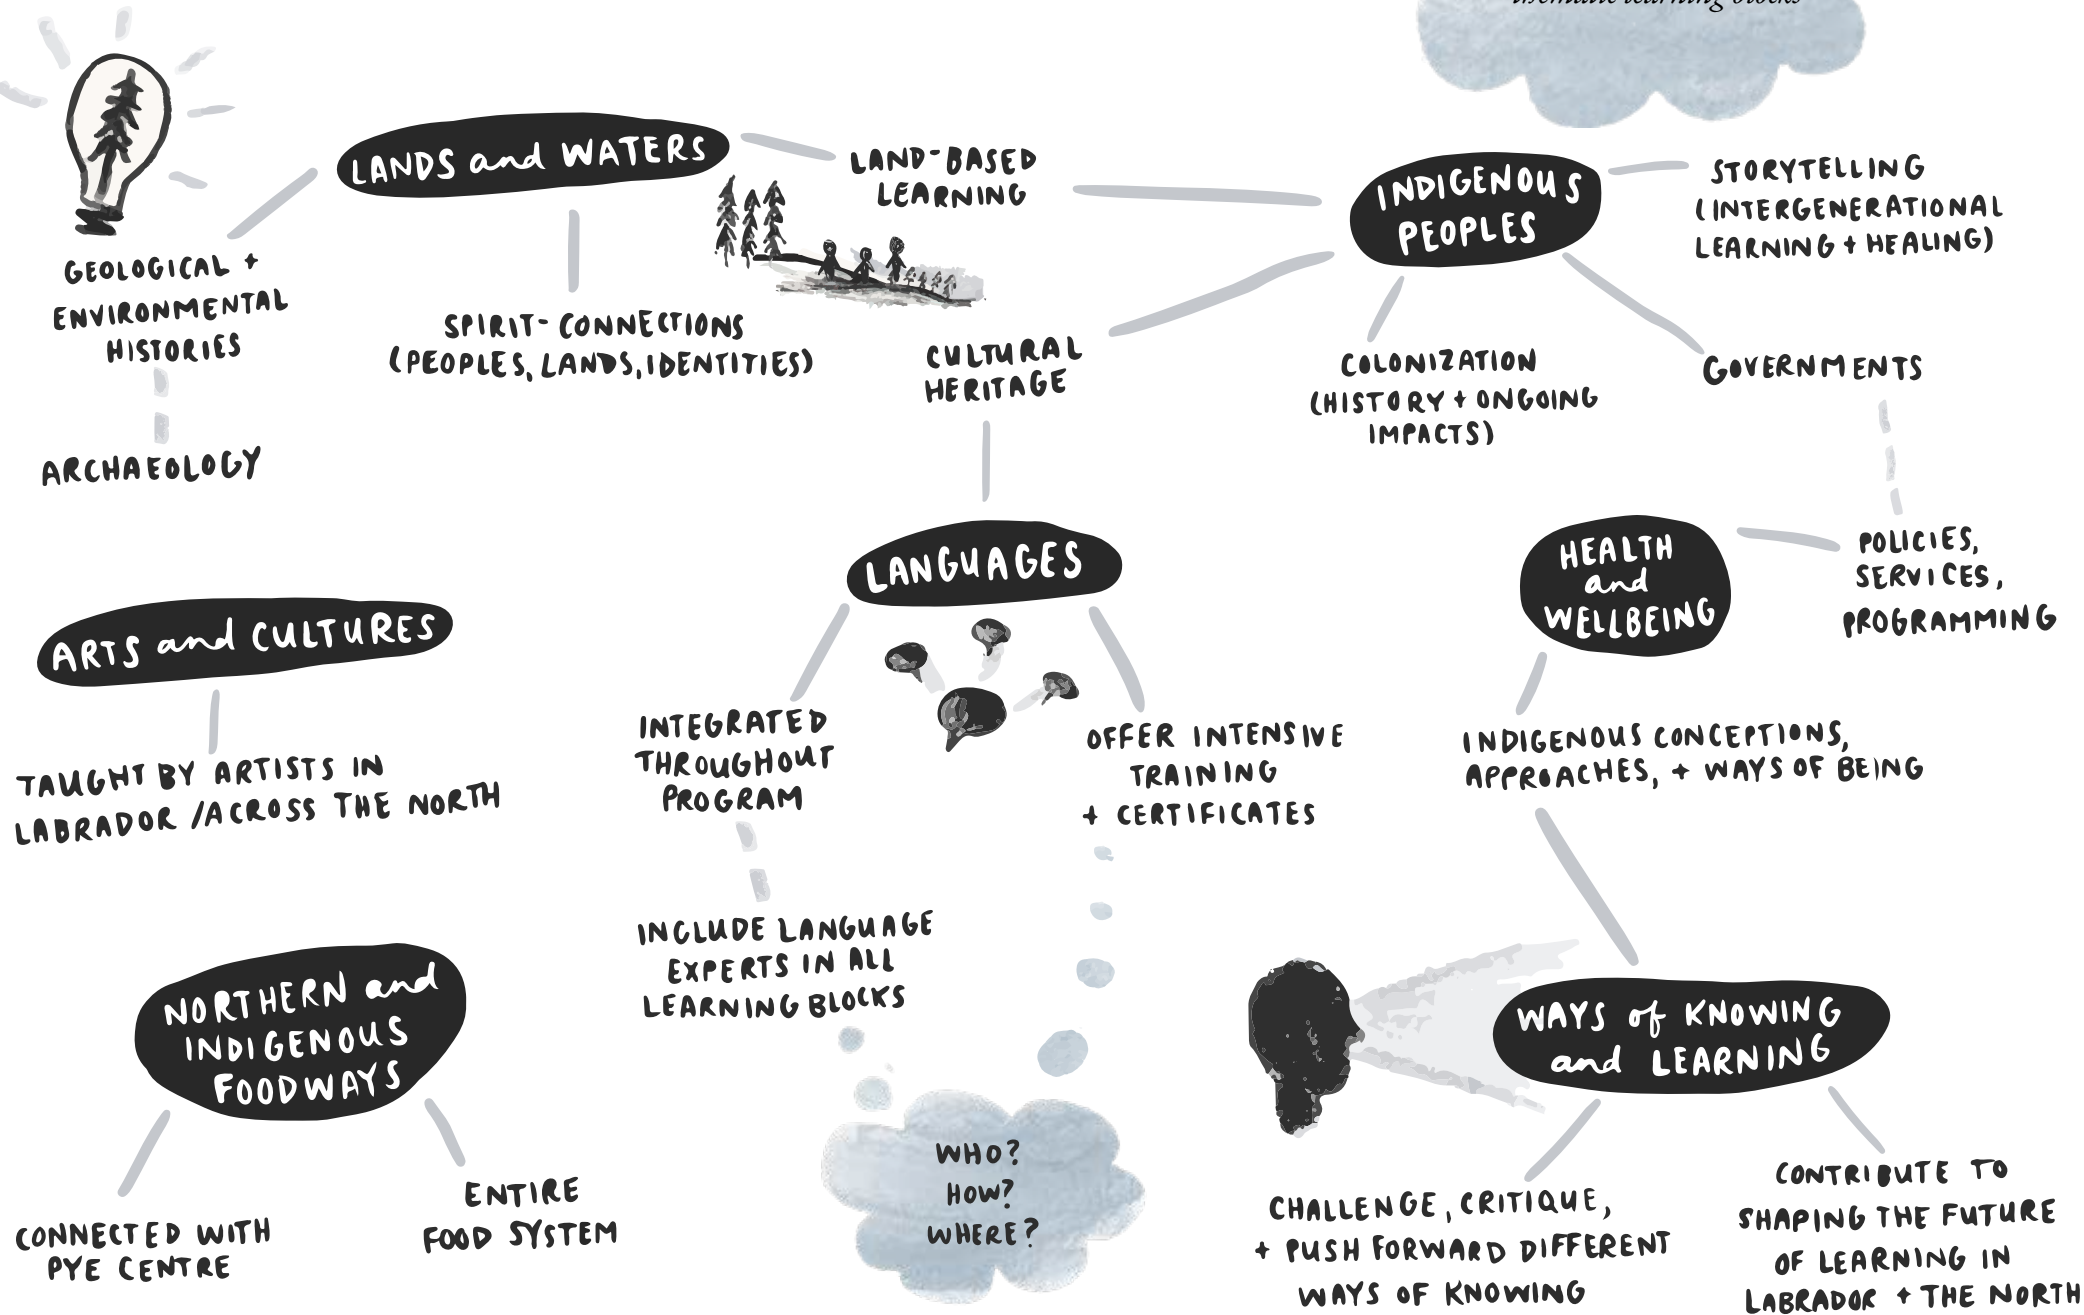 thematic learning blocks
LANDS and WATERS
LAND-BASED
LEARNING
INDIGENOUS
PEOPLES
STORYTELLING
(INTERGENERATIONAL
LEARNING + HEALING)
GEOLOGICAL +
ENVIRONMENTAL
HISTORIES
ARCHAEOLOGY
SPIRIT-CONNECTIONS
(PEOPLES, LANDS, IDENTITIES)
CULTURAL
HERITAGE
COLONIZATION
(HISTORY + ONGOING
IMPACTS)
GOVERNMENTS
POLICIES,
SERVICES,
PROGRAMMING
HEALTH
and
WELLBEING
LANGUAGES
ARTS and CULTURES
TAUGHT BY ARTISTS IN
LABRADOR / ACROSS THE NORTH
INTEGRATED
THROUGHOUT
PROGRAM
OFFER INTENSIVE
TRAINING
+ CERTIFICATES
INDIGENOUS CONCEPTIONS,
APPROACHES, + WAYS OF BEING
INCLUDE LANGUAGE
EXPERTS IN ALL
LEARNING BLOCKS
NORTHERN and
INDIGENOUS
FOODWAYS
CONNECTED WITH
PYE CENTRE
ENTIRE
FOOD SYSTEM
WHO?
HOW?
WHERE?
WAYS of KNOWING
and LEARNING
CHALLENGE, CRITIQUE,
+ PUSH FORWARD DIFFERENT
WAYS OF KNOWING
CONTRIBUTE TO
SHAPING THE FUTURE
OF LEARNING IN
LABRADOR + THE NORTH